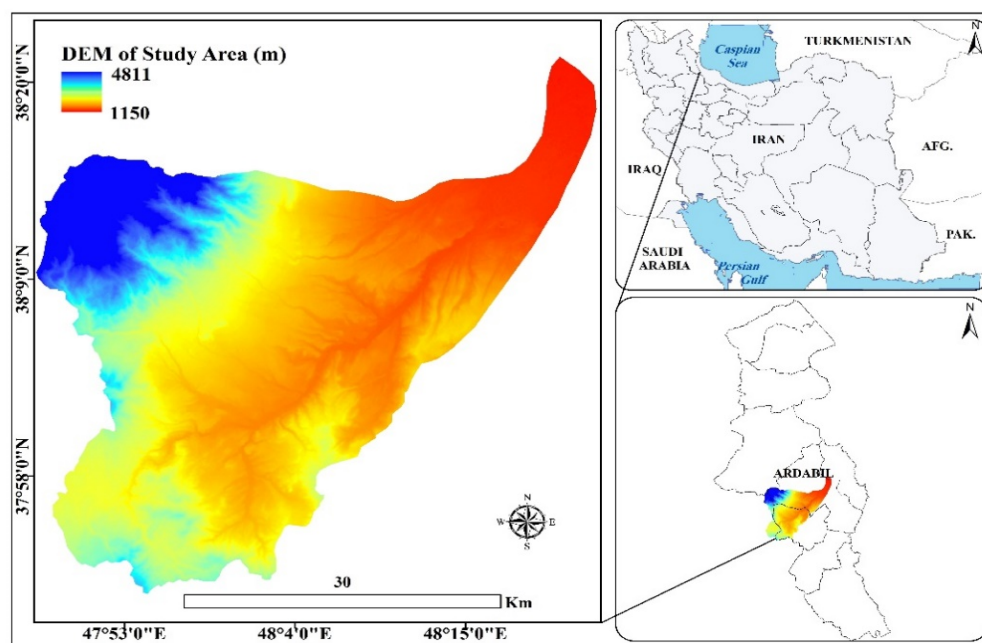 DEM of Study Area (m)
4811
1150
38°20'0"N
38°9'0"N
37°58'0"N
N
W
E
S
30
Km
47°53'0"E
48°4'0"E
48°15'0"E
N
Caspian
Sea
TURKMENISTAN
IRAN
IRAQ
AFG.
PAK.
SAUDI
ARABIA
Persian
Gulf
N
ARDABIL